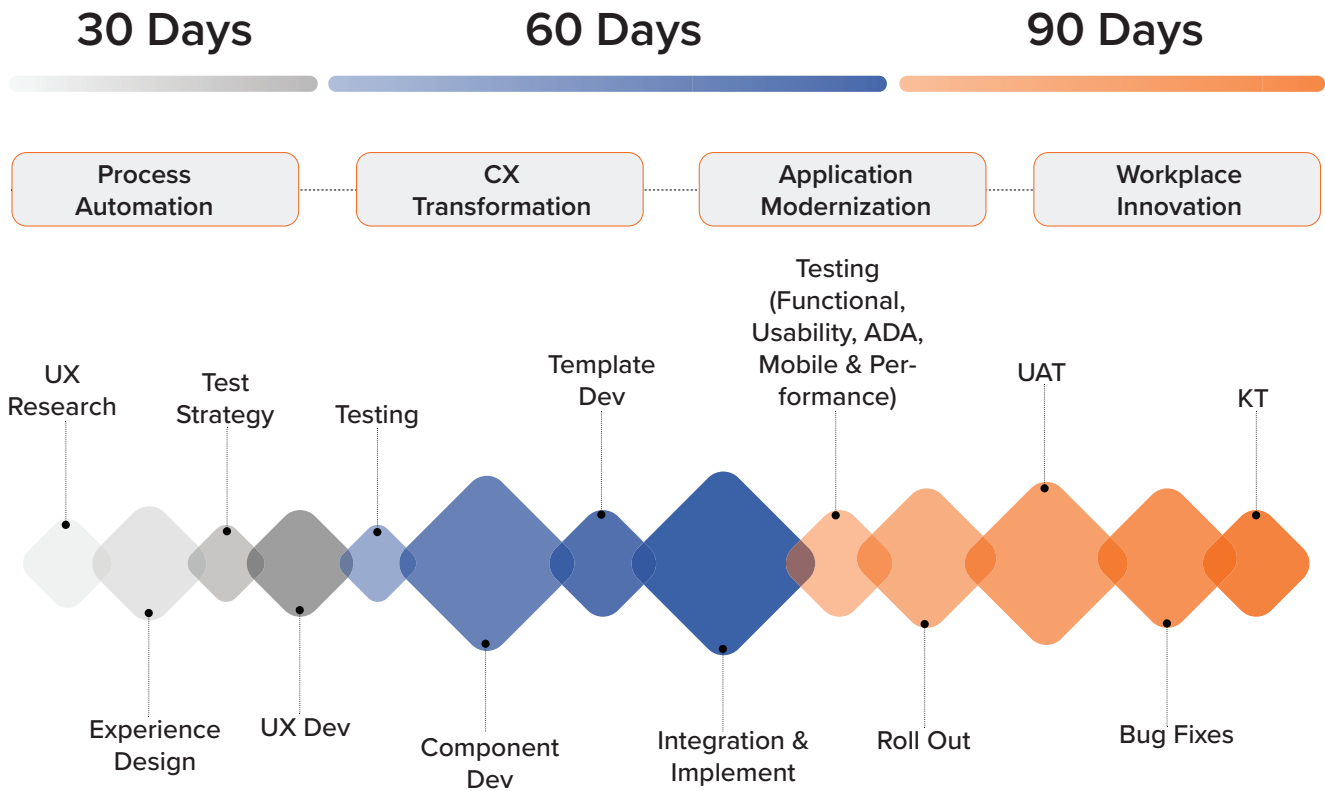 30 Days
60 Days
90 Days
Process
Automation
CX
Transformation
Application
Modernization
Workplace
Innovation
UX
Research
Test
Strategy
Testing
Template
Dev
Testing
(Functional,
Usability, ADA,
Mobile & Per-
formance)
UAT
KT
Experience
Design
UX Dev
Component
Dev
Integration &
Implement
Roll Out
Bug Fixes